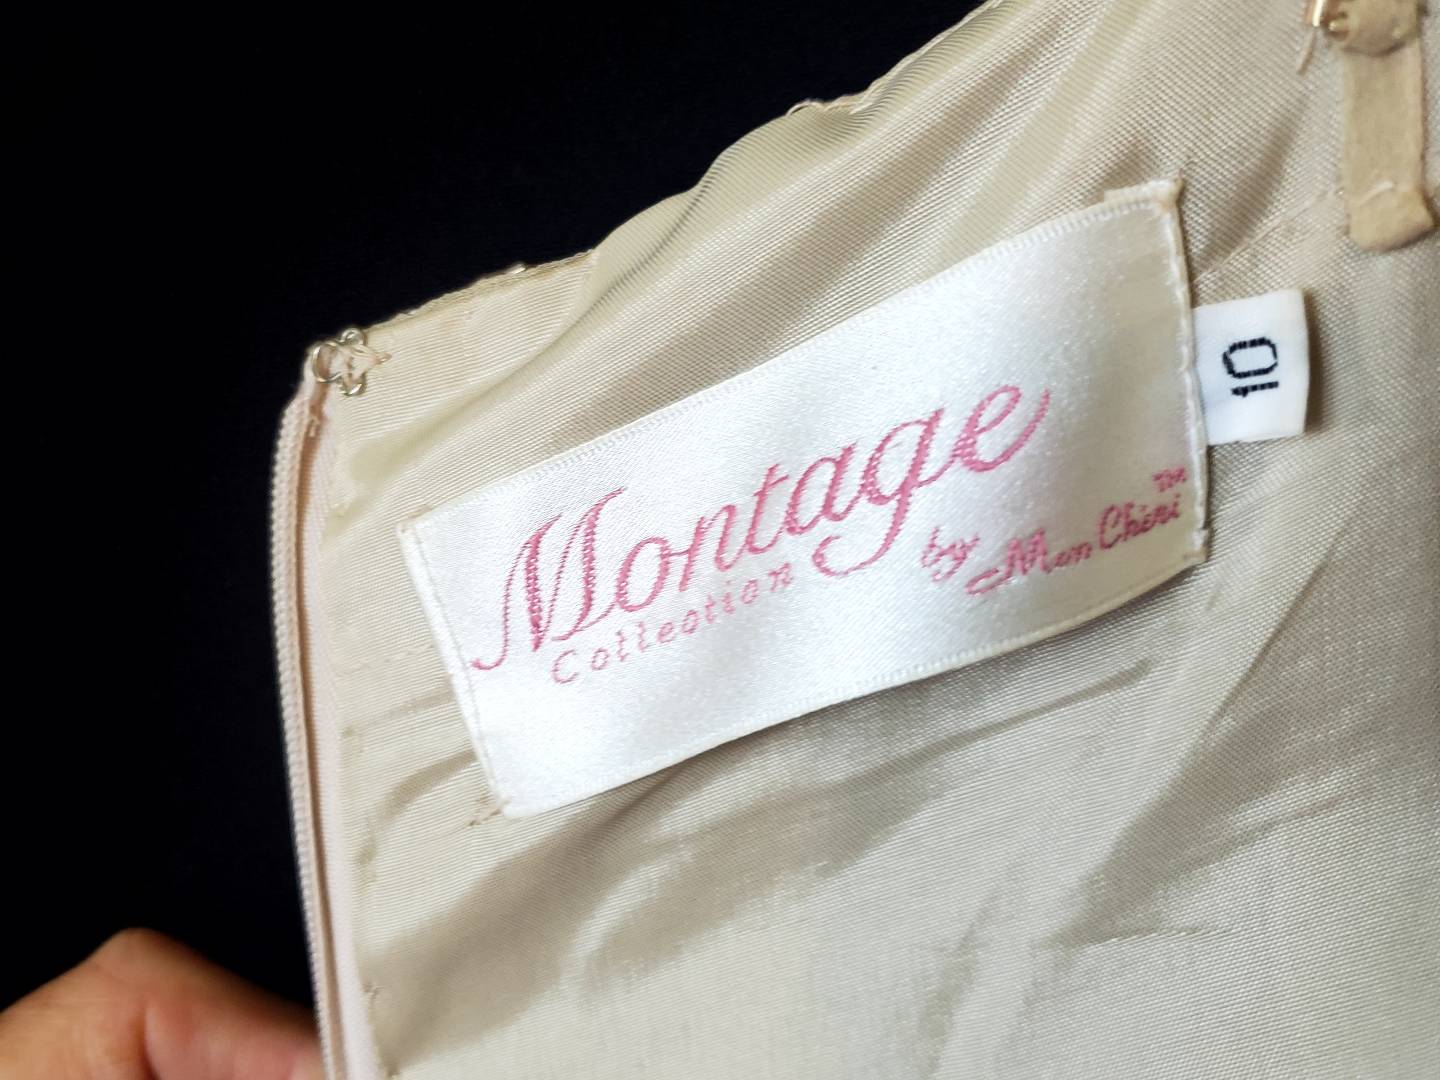 Montage
Collection
by Mon Cheri™
10